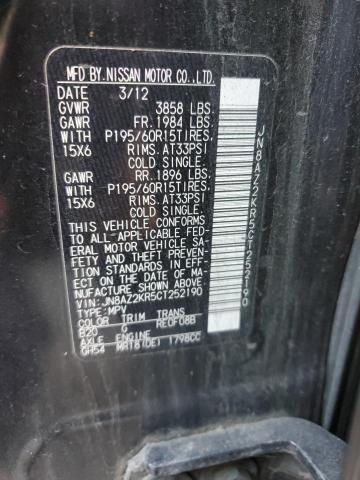 MFD BY. NISSAN MOTOR CO.,LTD.
DATE 3/12
GVWR 3858 LBS.
GAWR FR. 1984 LBS.
WITH P195/60R15TIRES,
15X6 RIMS. AT33PSI
COLD SINGLE.
GAWR RR. 1896 LBS.
WITH P195/60R15TIRES,
15X6 RIMS. AT33PSI
COLD SINGLE.
THIS VEHICLE CONFORMS
TO ALL APPLICABLE FED-
ERAL MOTOR VEHICLE SA-
FETY AND THEFT PREVEN-
TION STANDARDS IN EFF-
ECT ON THE DATE OF MA-
NUFACTURE SHOWN ABOVE.
VIN: JN8AZ2KR5CT252190
TYPE: MPV
COLOR TRIM TRANS
B20 G RE0F08B
AXLE ENGINE
GH54 MR18(DE) 1798CC
JN8AZ2KR5CT252190